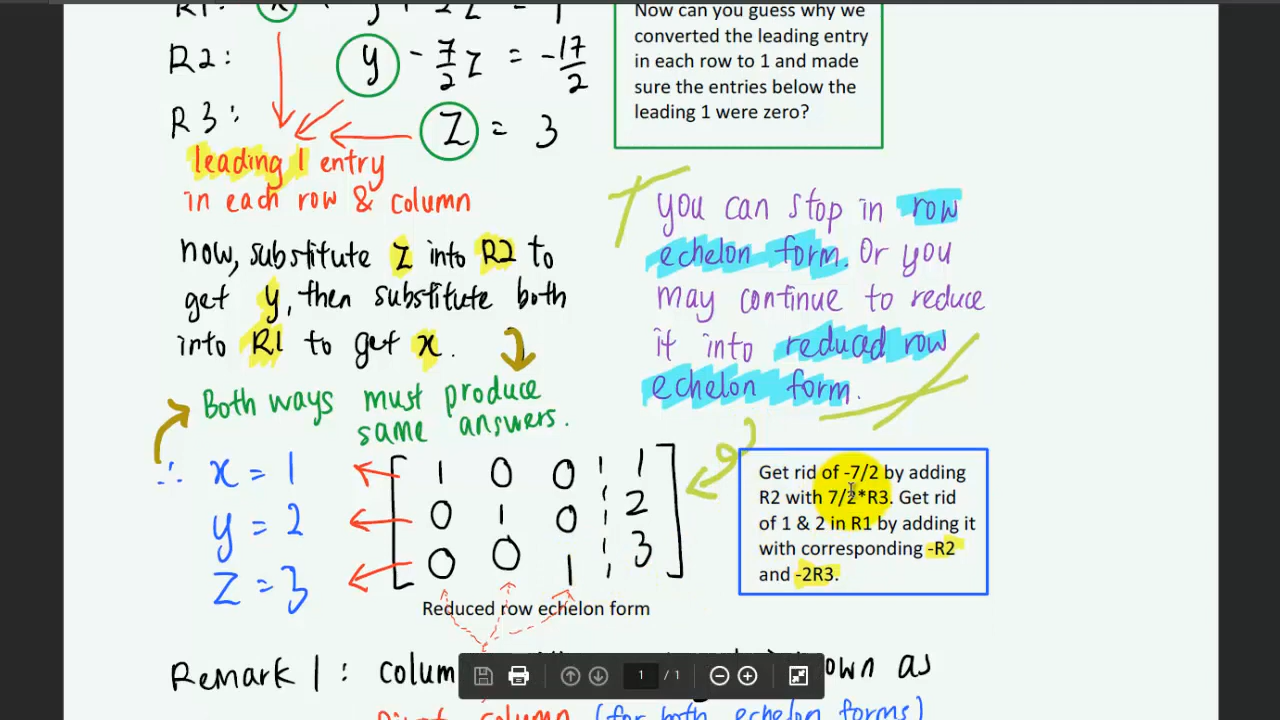 R1:
R2: y - 7/2 z = -17/2
R3: z = 3
leading 1 entry
in each row & column
now, substitute z into R2 to
get y, then substitute both
into R1 to get x.
Both ways must produce
same answers.
∴ x = 1
y = 2
z = 3
1 0 0 1
0 1 0 2
0 0 1 3
Reduced row echelon form
Now can you guess why we
converted the leading entry
in each row to 1 and made
sure the entries below the
leading 1 were zero?
you can stop in row
echelon form. Or you
may continue to reduce
it into reduced row
echelon form.
Get rid of -7/2 by adding
R2 with 7/2*R3. Get rid
of 1 & 2 in R1 by adding it
with corresponding -R2
and -2R3.
Remark 1: as
1 / 1
(for both echelon forms)